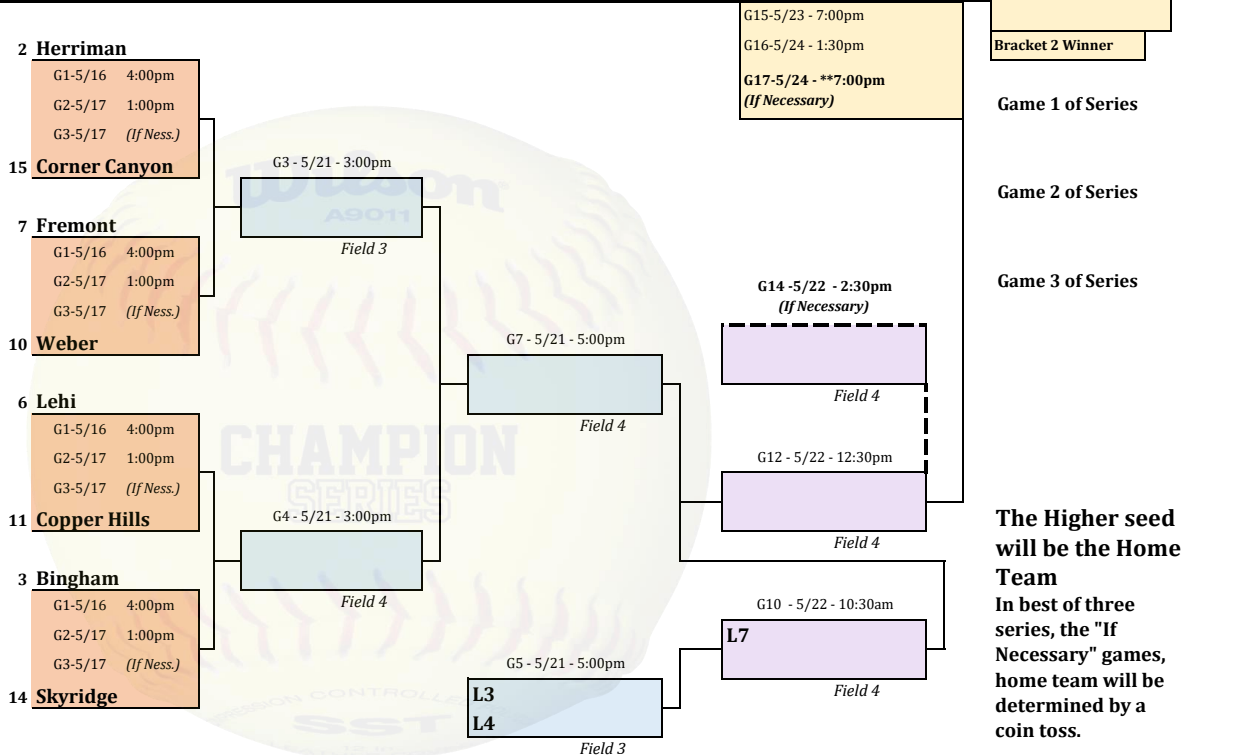 G15-5/23 - 7:00pm
G16-5/24 - 1:30pm
G17-5/24 - **7:00pm
(If Necessary)
Bracket 2 Winner
Game 1 of Series
Game 2 of Series
Game 3 of Series
2 Herriman
G1-5/16 4:00pm
G2-5/17 1:00pm
G3-5/17 (If Ness.)
15 Corner Canyon
G3 - 5/21 - 3:00pm
Field 3
7 Fremont
G1-5/16 4:00pm
G2-5/17 1:00pm
G3-5/17 (If Ness.)
10 Weber
G7 - 5/21 - 5:00pm
Field 4
G14 -5/22 - 2:30pm
(If Necessary)
Field 4
6 Lehi
G1-5/16 4:00pm
G2-5/17 1:00pm
G3-5/17 (If Ness.)
11 Copper Hills
G4 - 5/21 - 3:00pm
Field 4
G12 - 5/22 - 12:30pm
Field 4
3 Bingham
G1-5/16 4:00pm
G2-5/17 1:00pm
G3-5/17 (If Ness.)
14 Skyridge
G5 - 5/21 - 5:00pm
L3
L4
Field 3
G10 - 5/22 - 10:30am
L7
Field 4
The Higher seed
will be the Home
Team
In best of three
series, the "If
Necessary" games,
home team will be
determined by a
coin toss.
Wilson
A9011
CHAMPION
SERIES
SST